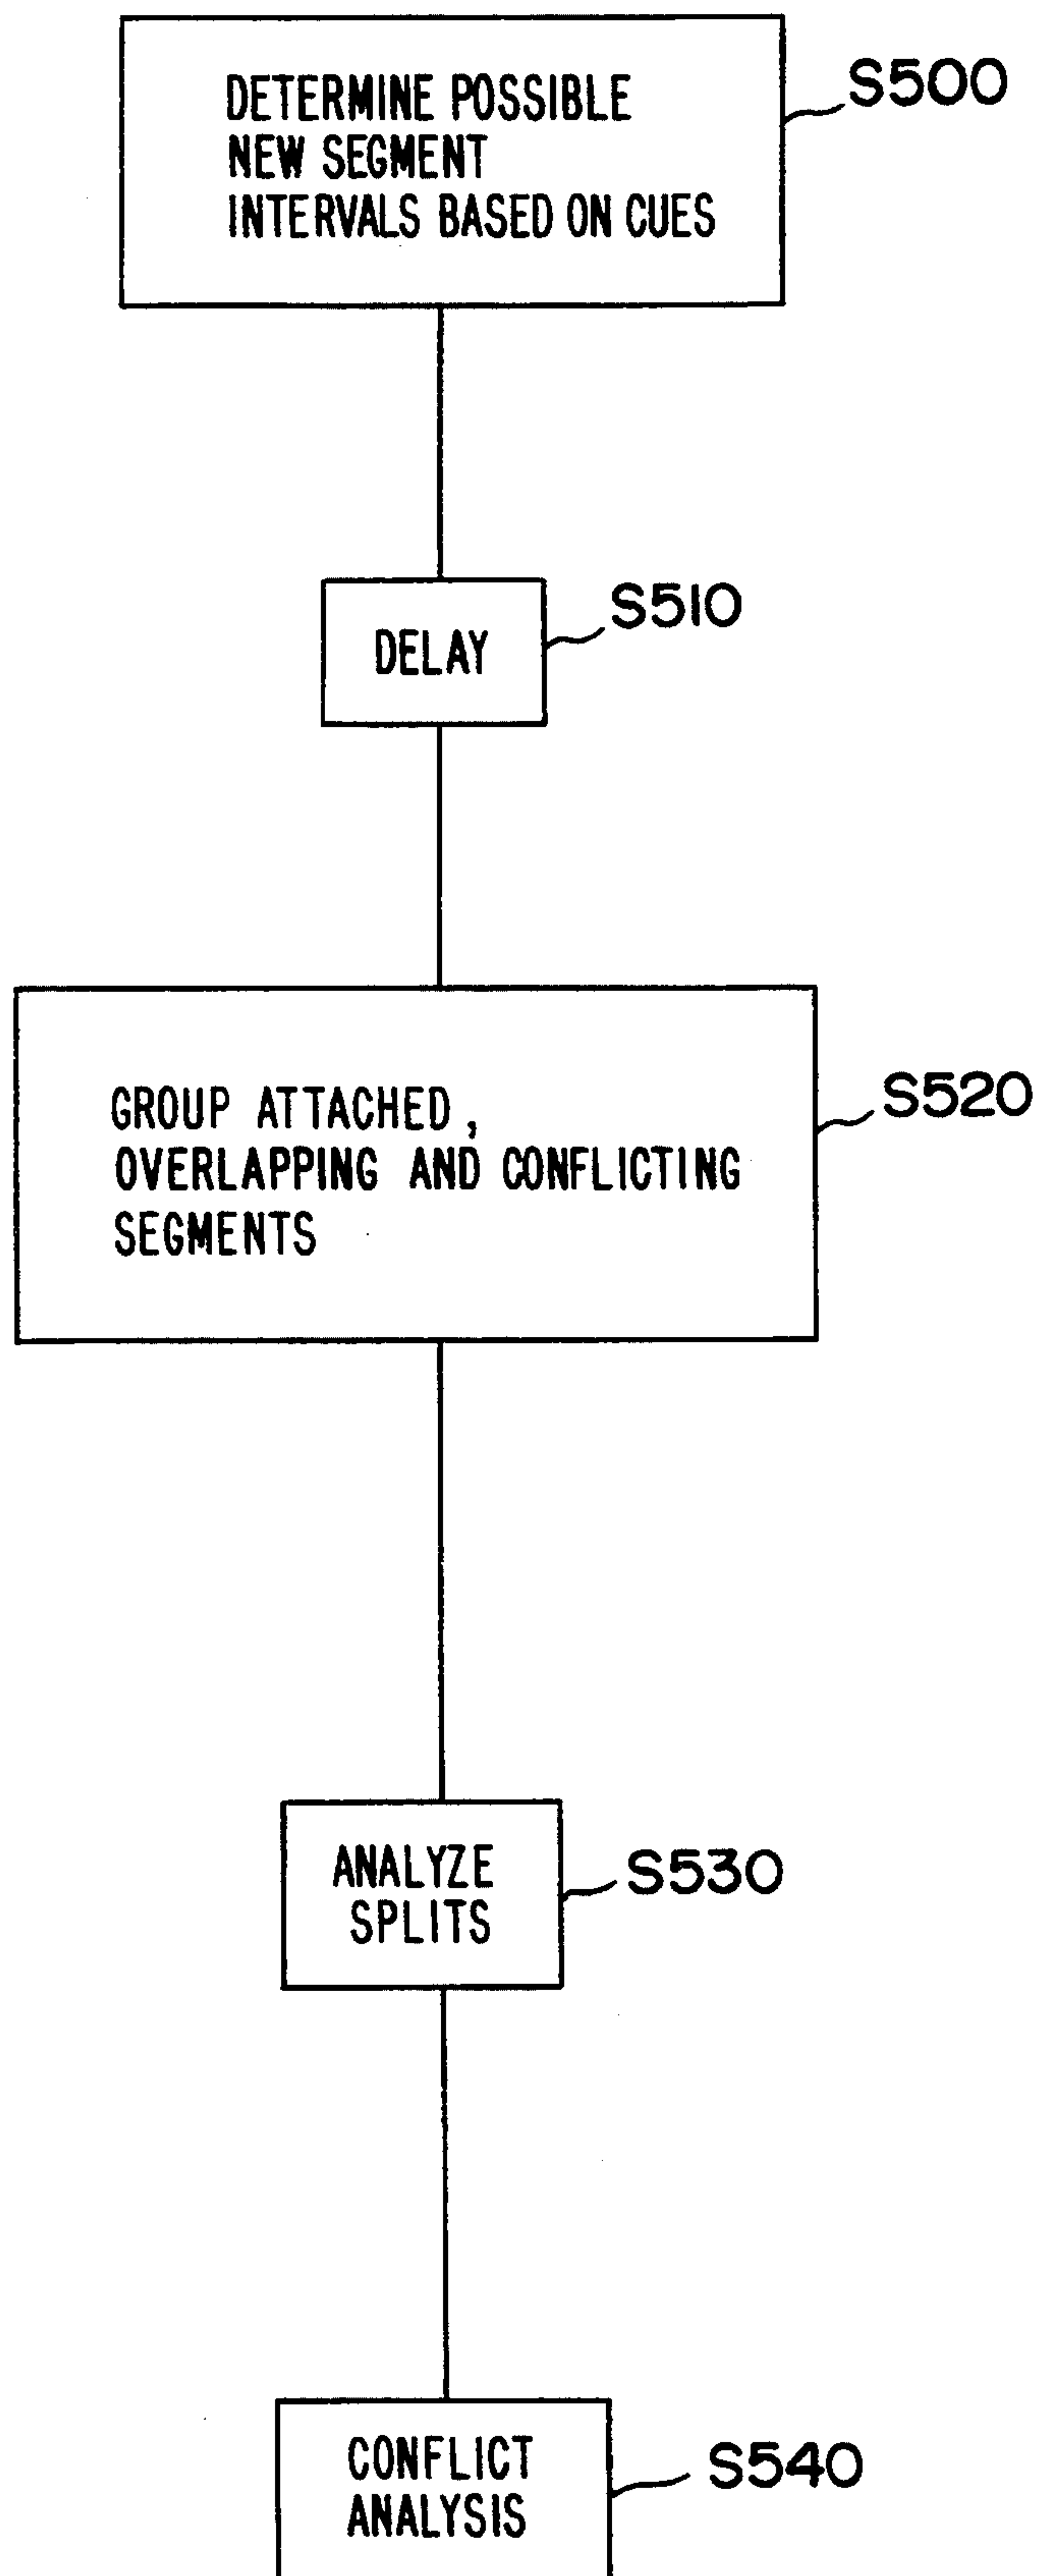 DETERMINE POSSIBLE
NEW SEGMENT
INTERVALS BASED ON CUES
S500
DELAY
S510
GROUP ATTACHED,
OVERLAPPING AND CONFLICTING
SEGMENTS
S520
ANALYZE
SPLITS
S530
CONFLICT
ANALYSIS
S540